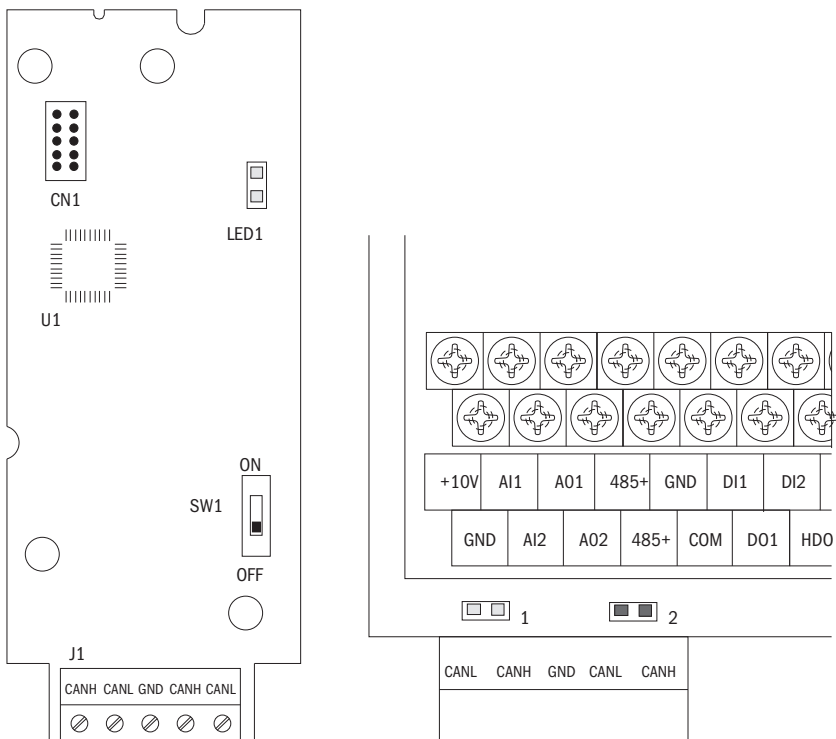 CN1
LED1
U1
ON
SW1
OFF
J1
CANH CANL GND CANH CANL
+10V AI1 A01 485+ GND DI1 DI2
GND AI2 A02 485+ COM DO1 HDO
1 2
CANL CANH GND CANL CANH